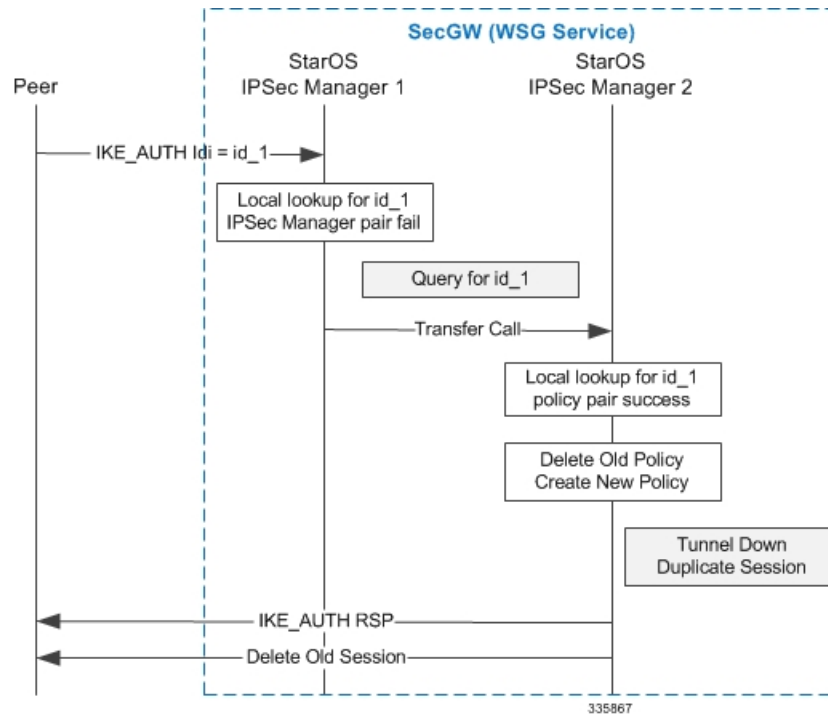 SecGW (WSG Service)
Peer
StarOS
IPSec Manager 1
StarOS
IPSec Manager 2
IKE_AUTH Idi = id_1
Local lookup for id_1
IPSec Manager pair fail
Query for id_1
Transfer Call
Local lookup for id_1
policy pair success
Delete Old Policy
Create New Policy
Tunnel Down
Duplicate Session
IKE_AUTH RSP
Delete Old Session
335867